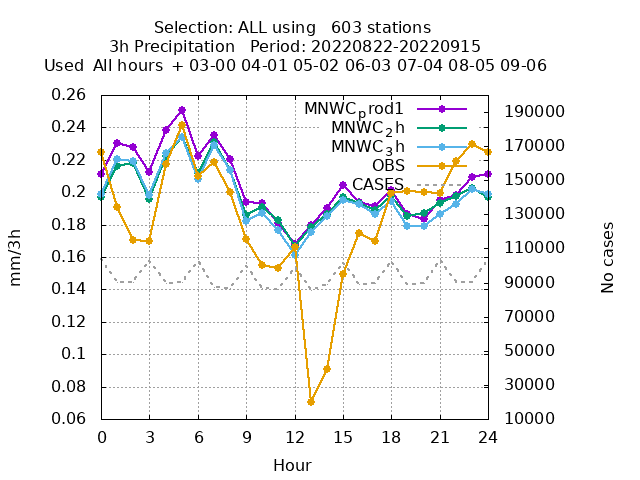 Selection: ALL using   603 stations
3h Precipitation   Period: 20220822-20220915
Used  All hours  + 03-00 04-01 05-02 06-03 07-04 08-05 09-06
MNWCprod1
MNWC2h
MNWC3h
OBS
CASES
0.26
0.24
0.22
0.2
0.18
0.16
0.14
0.12
0.1
0.08
0.06
mm/3h
190000
170000
150000
130000
110000
90000
70000
50000
30000
10000
No cases
0 3 6 9 12 15 18 21 24
Hour